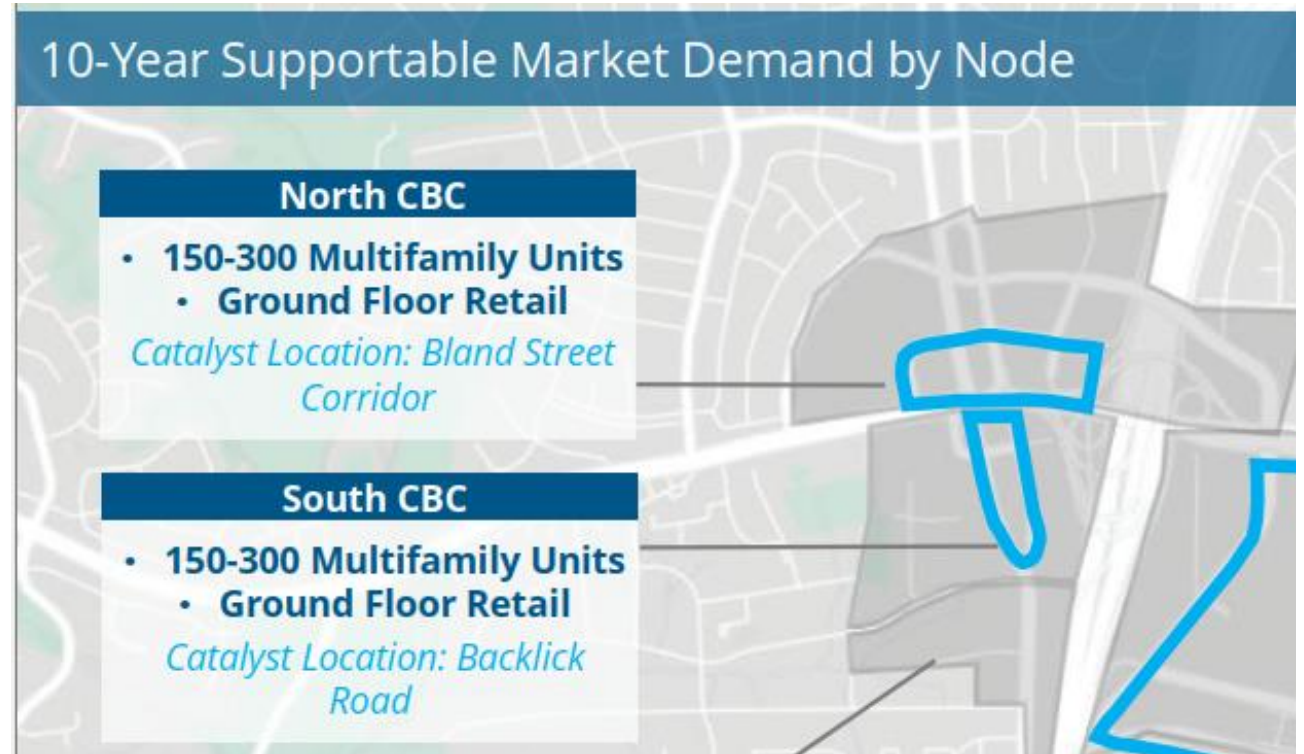 10-Year Supportable Market Demand by Node
North CBC
• 150-300 Multifamily Units
• Ground Floor Retail
Catalyst Location: Bland Street
Corridor
South CBC
• 150-300 Multifamily Units
• Ground Floor Retail
Catalyst Location: Backlick
Road